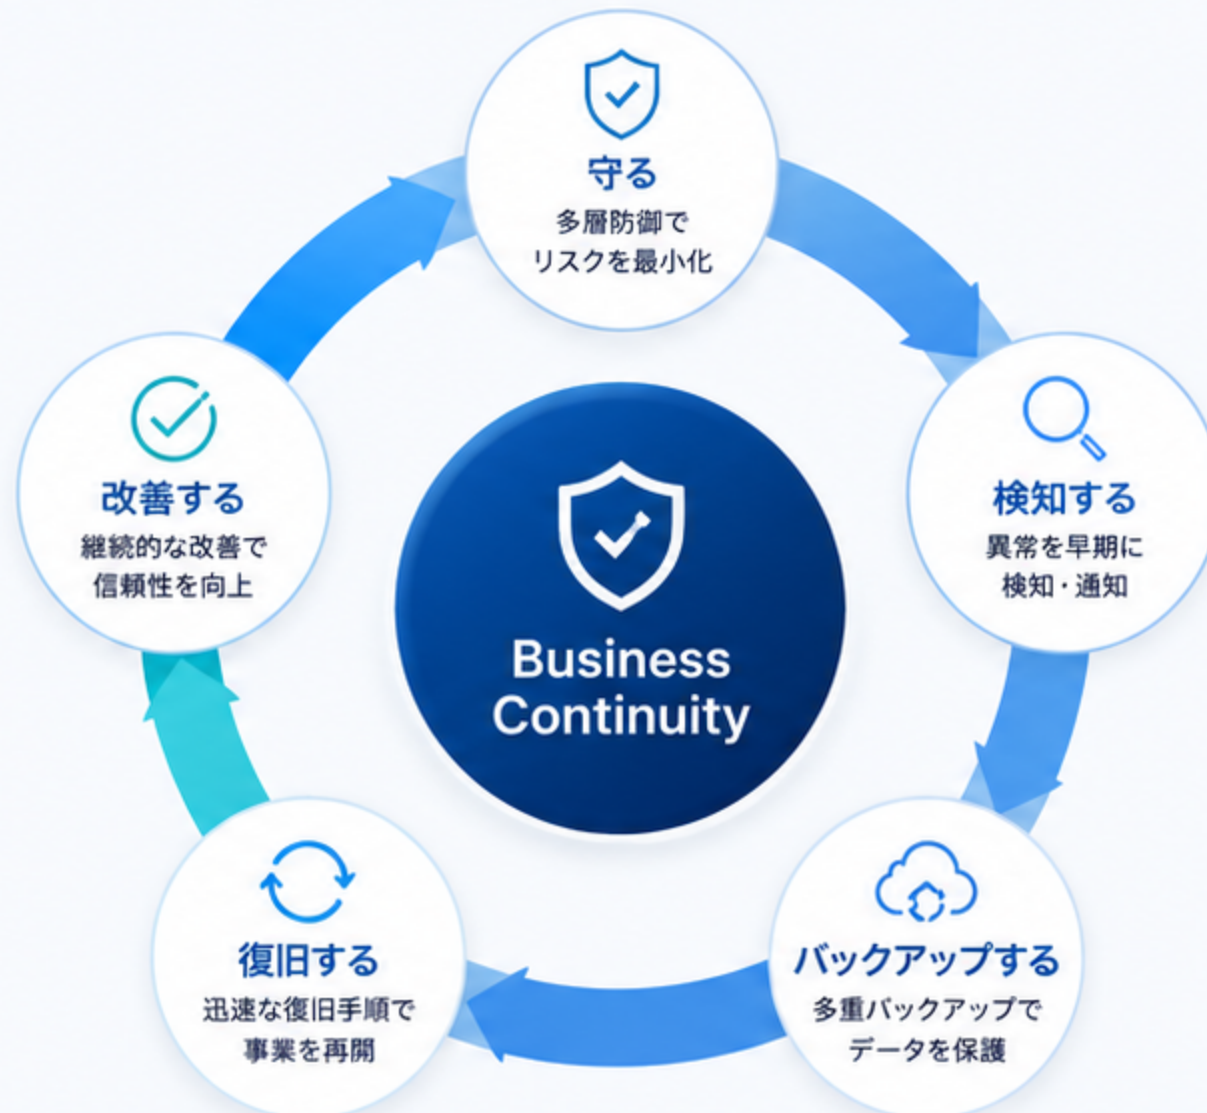 守る
多層防御で
リスクを最小化
検知する
異常を早期に
検知・通知
バックアップする
多重バックアップで
データを保護
復旧する
迅速な復旧手順で
事業を再開
改善する
継続的な改善で
信頼性を向上
Business
Continuity